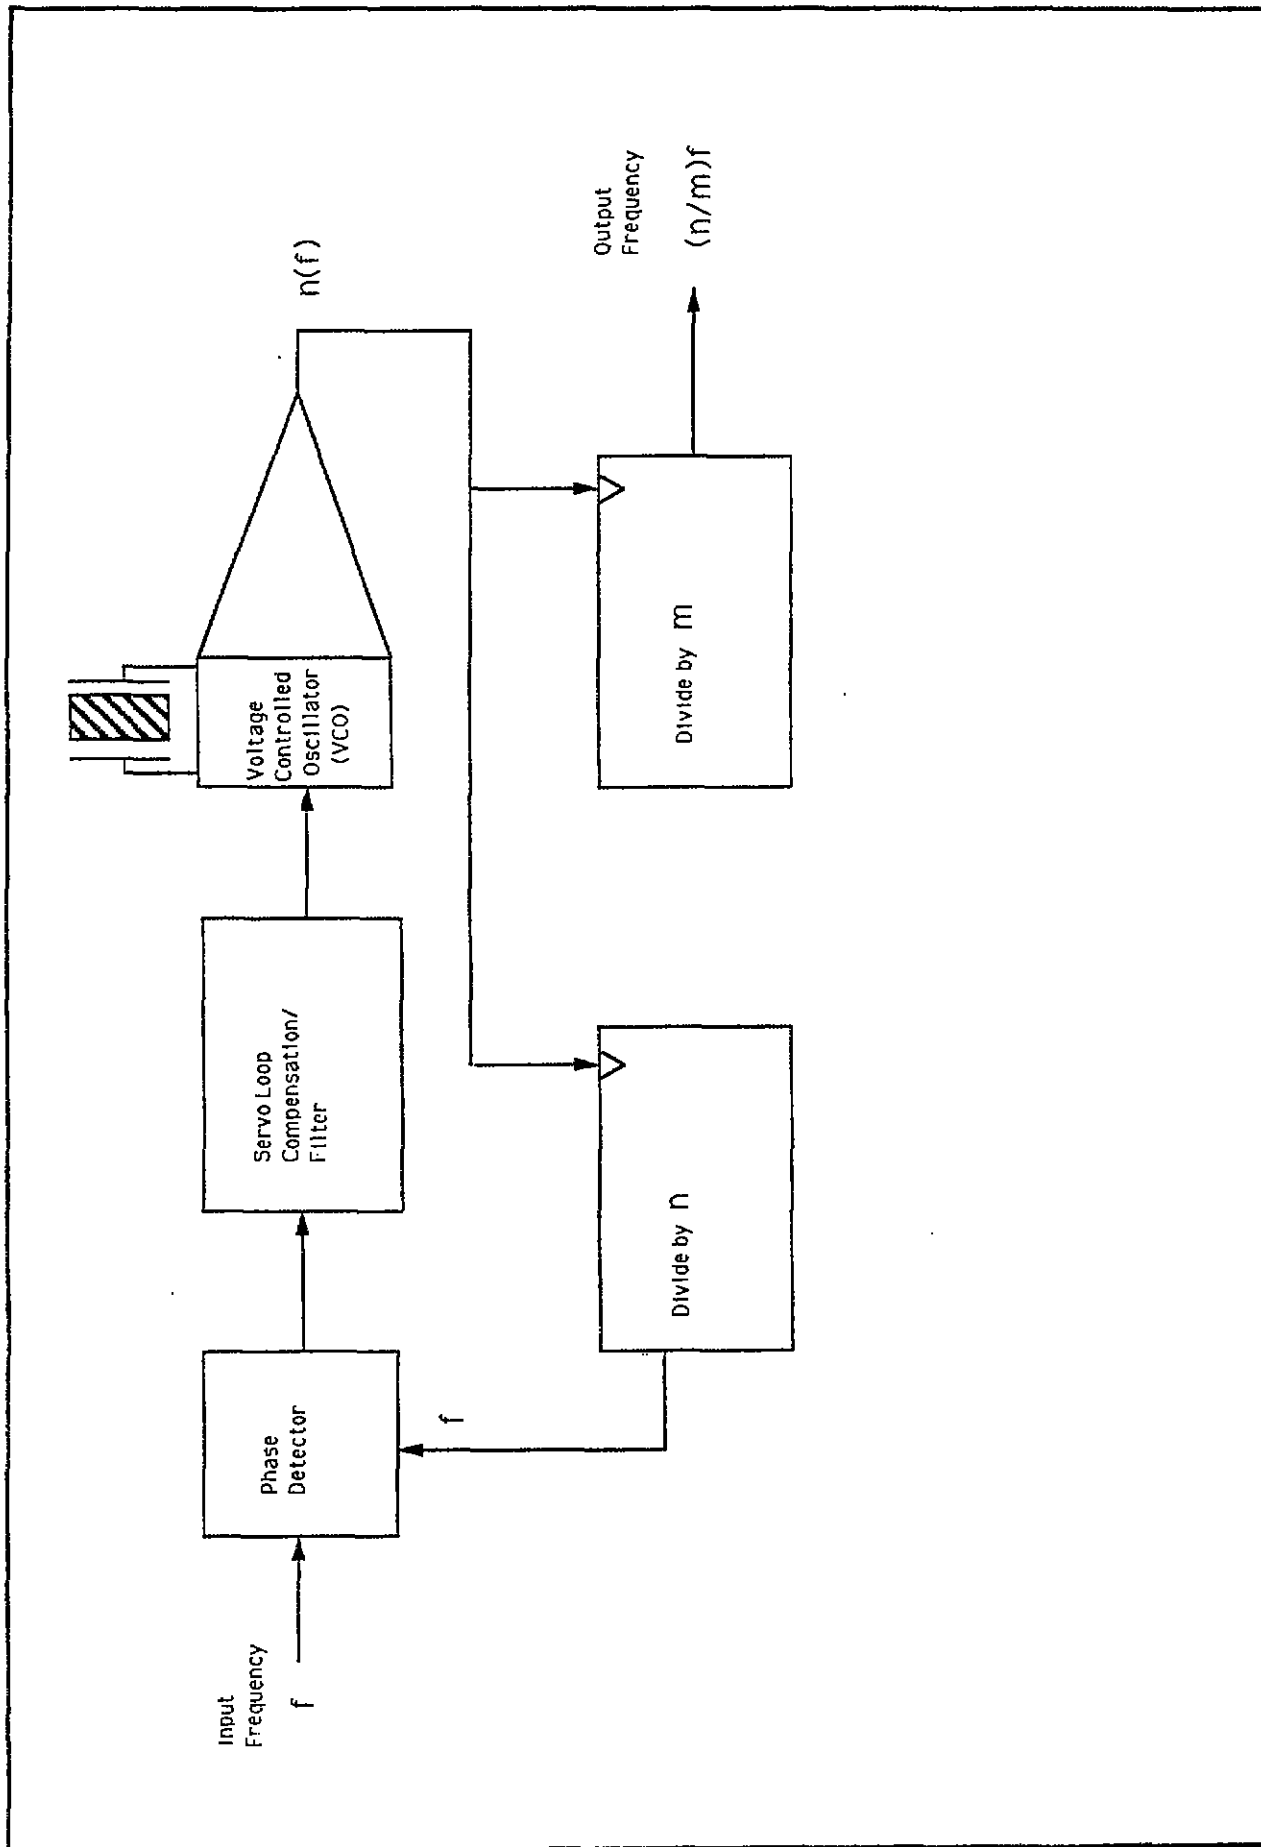 Input
Frequency
f
Phase
Detector
f
Servo Loop
Compensation/
Filter
Voltage
Controlled
Oscillator
(VCO)
n(f)
Divide by n
Divide by m
Output
Frequency
(n/m)f